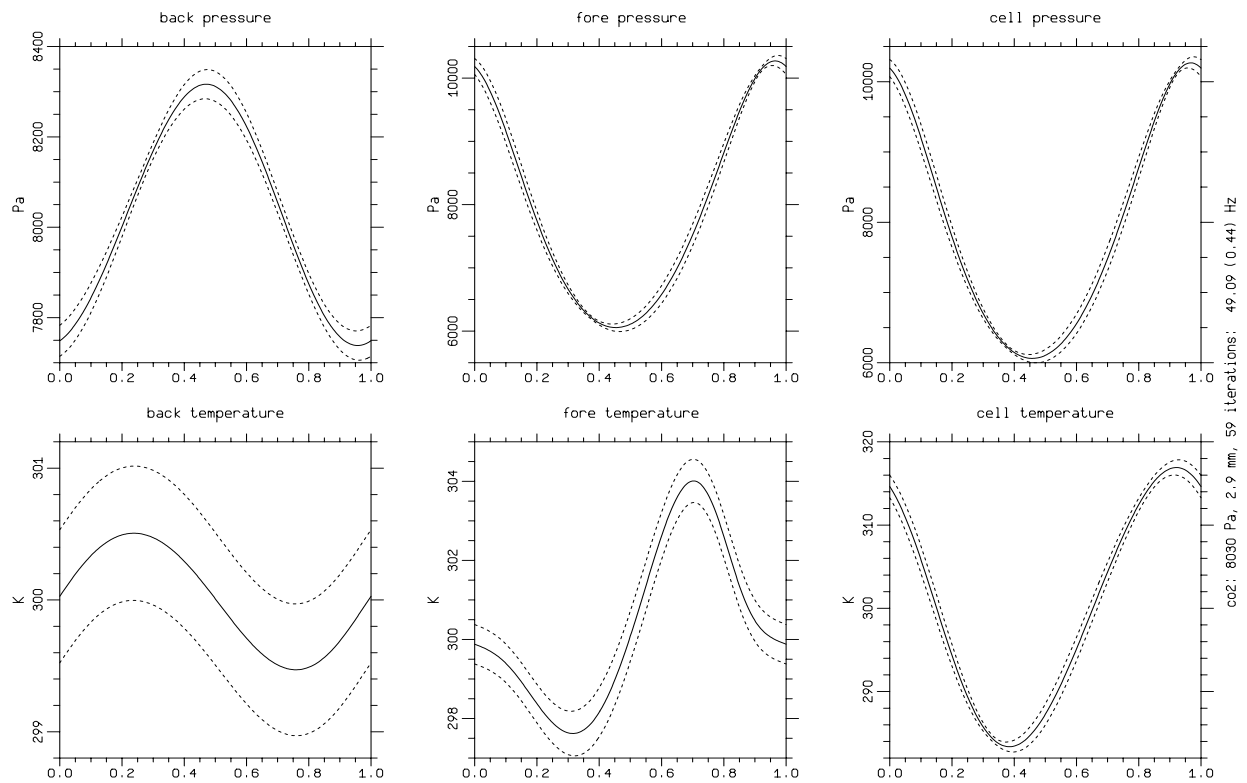 back pressure
fore pressure
cell pressure
8400
8200
8000
7800
Pa
0.0 0.2 0.4 0.6 0.8 1.0
10000
8000
6000
Pa
0.0 0.2 0.4 0.6 0.8 1.0
10000
8000
6000
Pa
0.0 0.2 0.4 0.6 0.8 1.0
back temperature
fore temperature
cell temperature
301
300
299
K
0.0 0.2 0.4 0.6 0.8 1.0
304
302
300
298
K
0.0 0.2 0.4 0.6 0.8 1.0
320
310
300
290
K
0.0 0.2 0.4 0.6 0.8 1.0
co2: 8030 Pa, 2.9 mm, 59 iterations: 49.09 (0.44) Hz